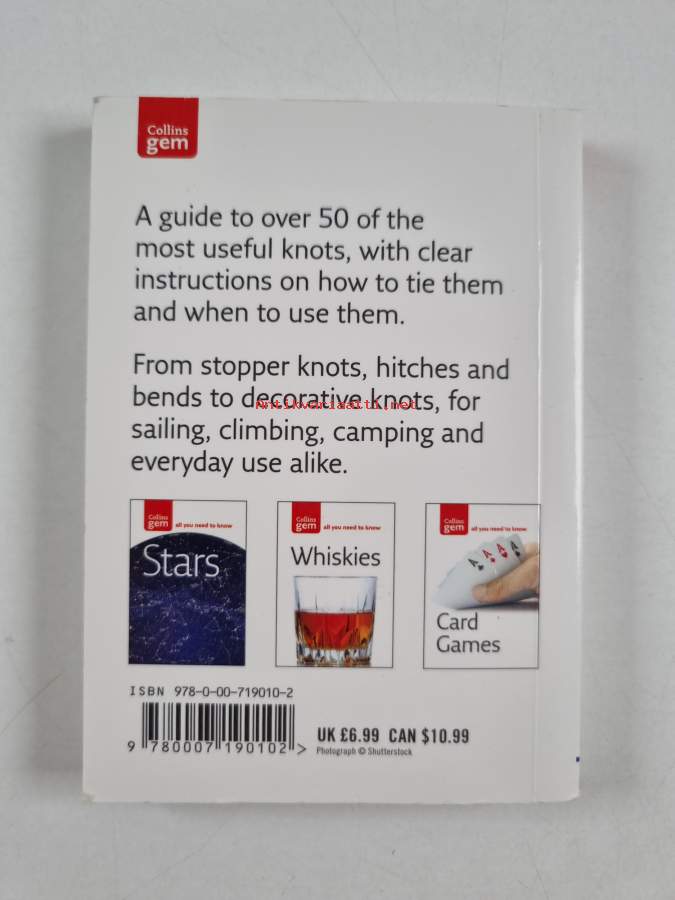 Collins
gem
A guide to over 50 of the
most useful knots, with clear
instructions on how to tie them
and when to use them.
From stopper knots, hitches and
bends to decorative knots, for
Antikvariaatti.net
sailing, climbing, camping and
everyday use alike.
Collins
gem all you need to know
Stars
Collins
gem all you need to know
Whiskies
Collins
gem all you need to know
A A A A
Card
Games
ISBN 978-0-00-719010-2
9 780007 190102 >
UK £6.99 CAN $10.99
Photograph © Shutterstock